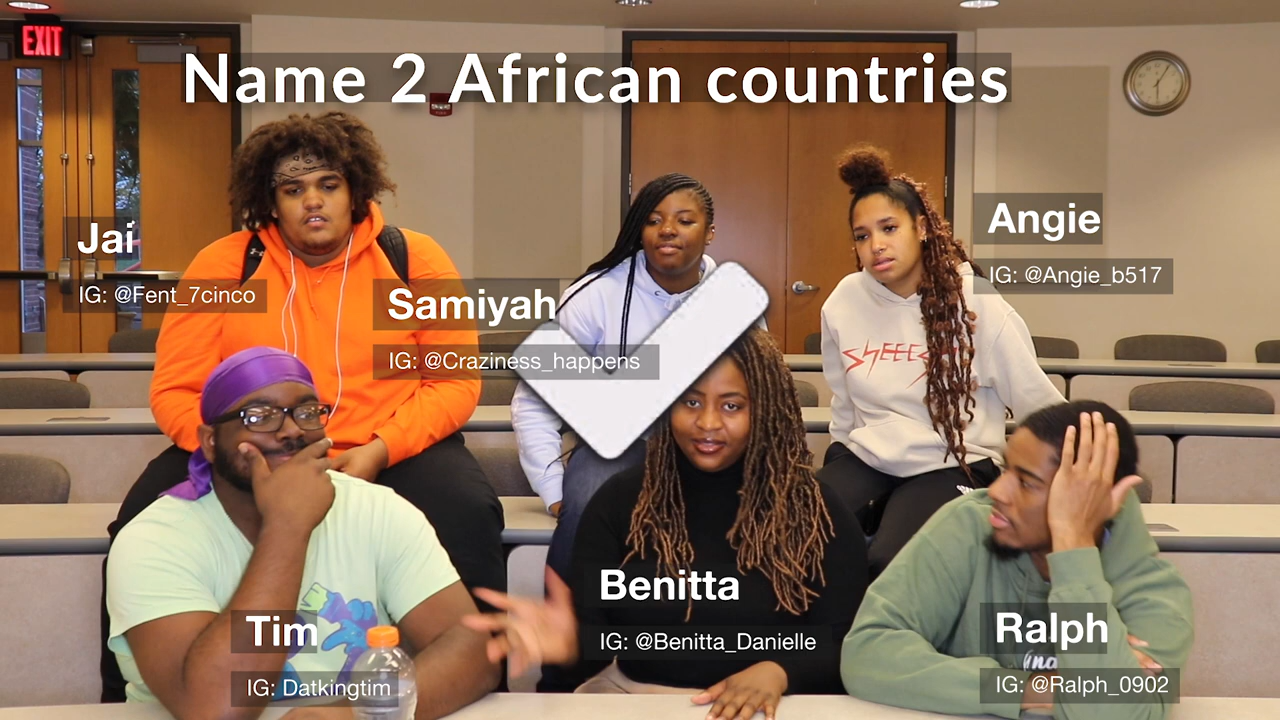 EXIT
Name 2 African countries
Jai
IG: @Fent_7cinco
Samiyah
IG: @Craziness_happens
Angie
IG: @Angie_b517
SHEEE
Tim
IG: Datkingtim
Benitta
IG: @Benitta_Danielle
Ralph
IG: @Ralph_0902